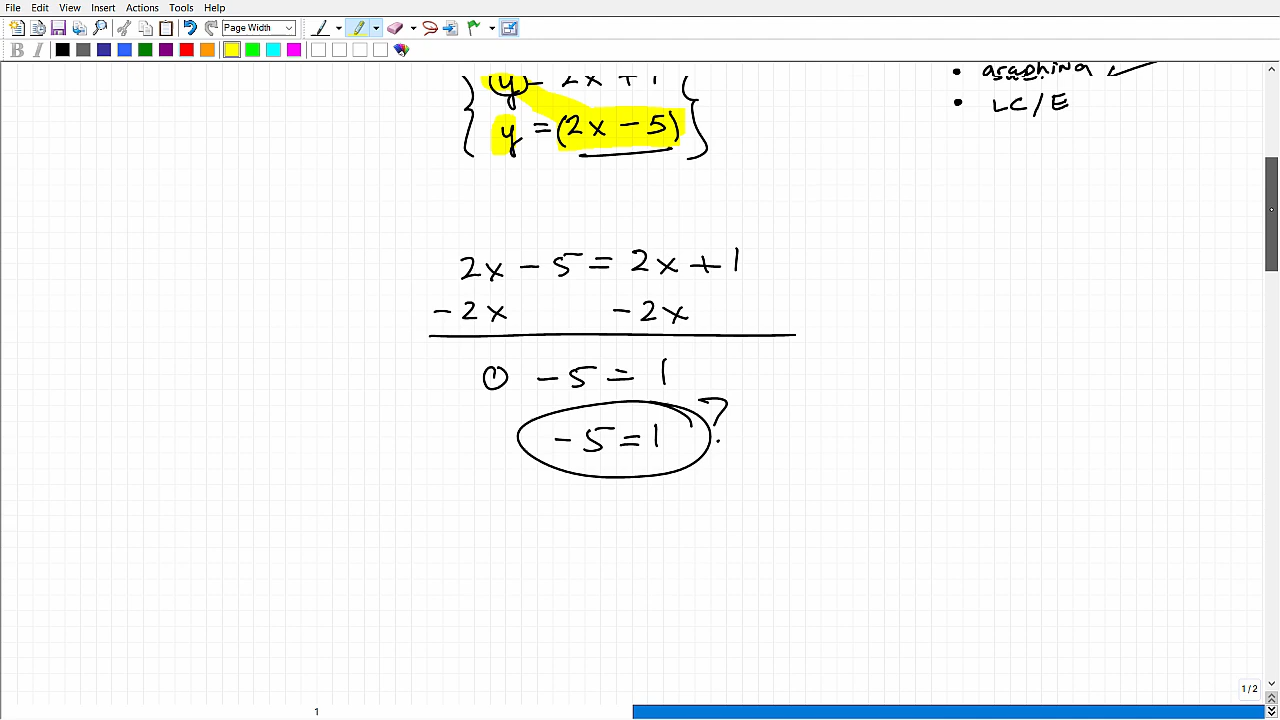 File Edit View Insert Actions Tools Help
Page Width
B I
• graphing ✓
y = 2x + 1
• LC/E
y = (2x - 5)
2x - 5 = 2x + 1
- 2x - 2x
0 - 5 = 1
- 5 = 1 ?
1/2
1